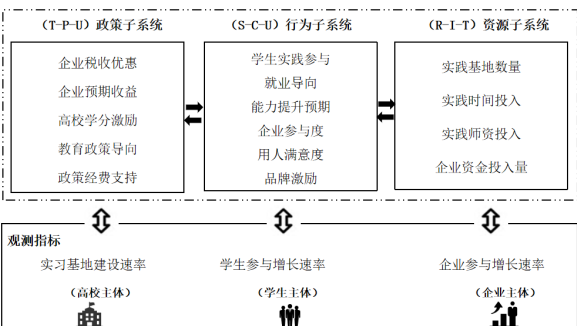 （T-P-U）政策子系统
（S-C-U）行为子系统
（R-I-T）资源子系统
企业税收优惠
企业预期收益
高校学分激励
教育政策导向
政策经费支持
学生实践参与
就业导向
能力提升预期
企业参与度
用人满意度
品牌激励
实践基地数量
实践时间投入
实践师资投入
企业资金投入量
观测指标
实习基地建设速率
学生参与增长速率
企业参与增长速率
（高校主体）
（学生主体）
（企业主体）